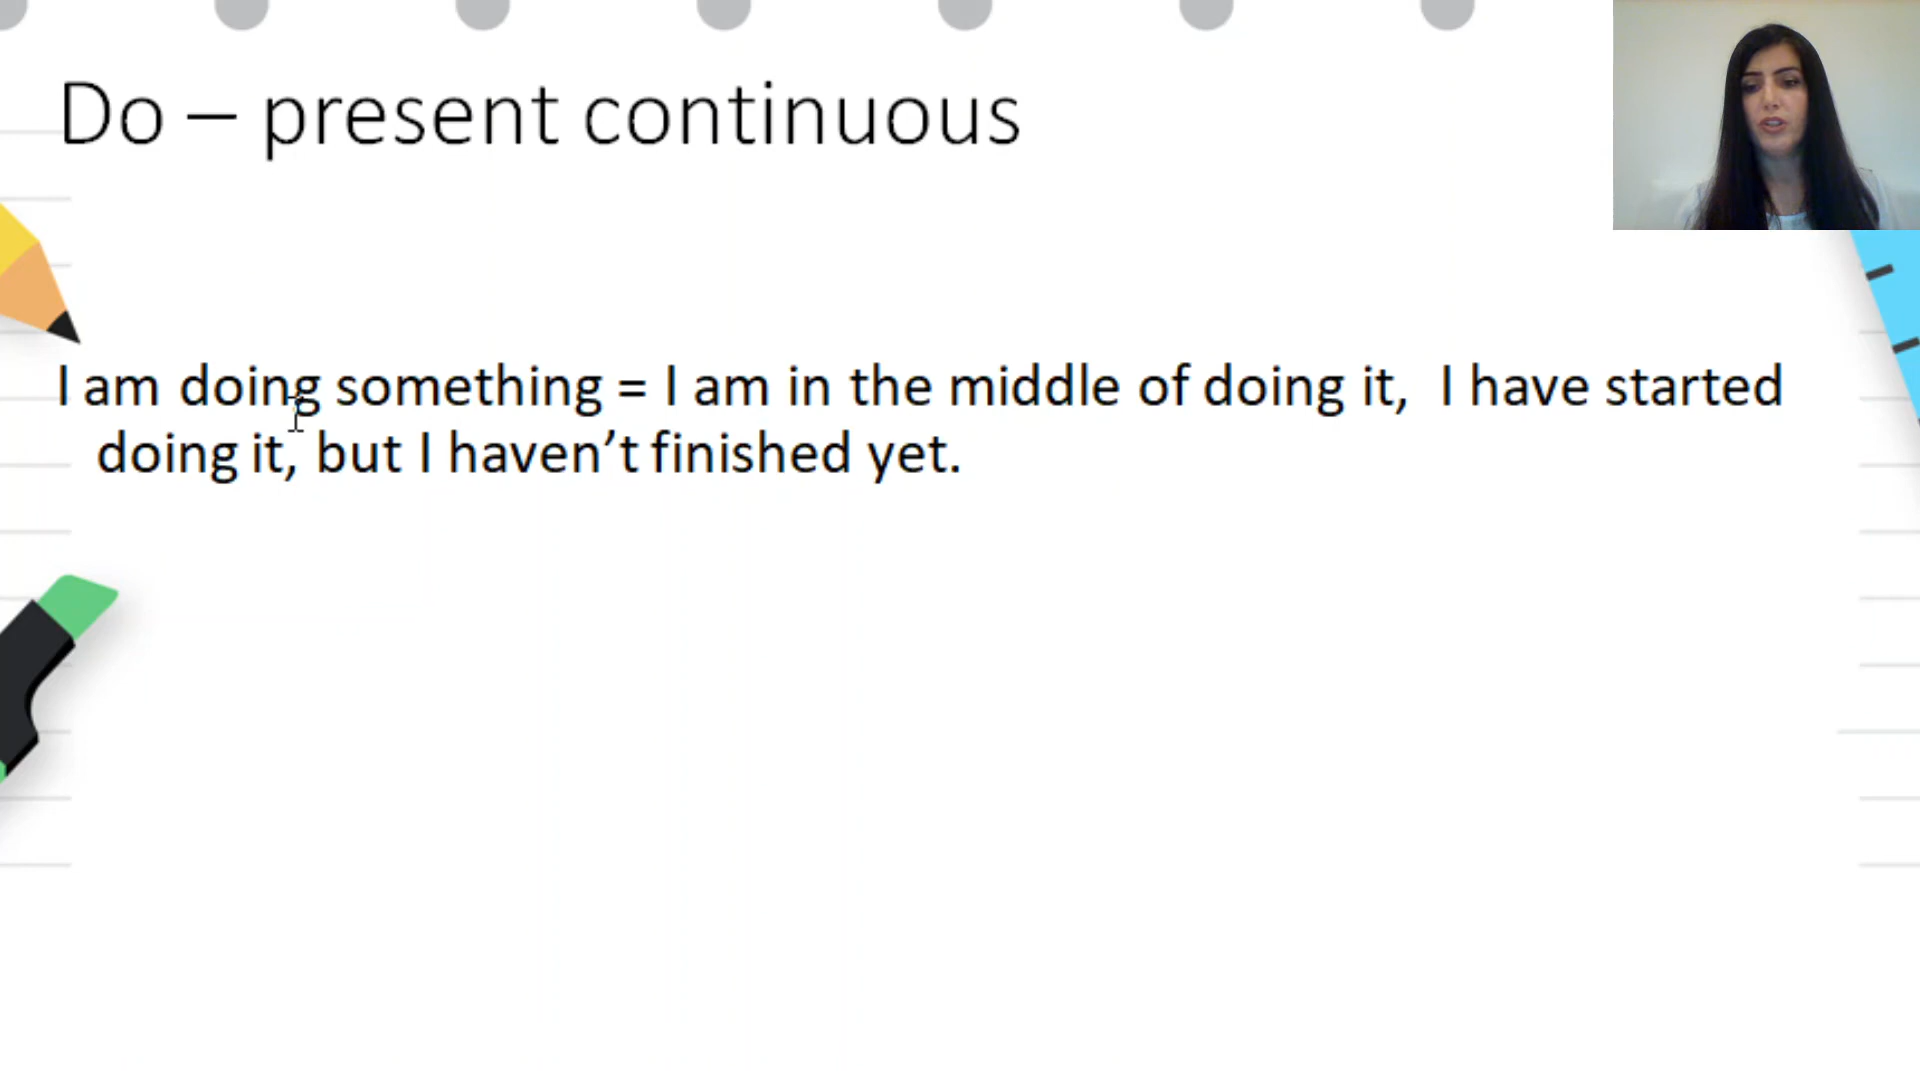 Do – present continuous
I am doing something = I am in the middle of doing it,  I have started
doing it, but I haven’t finished yet.